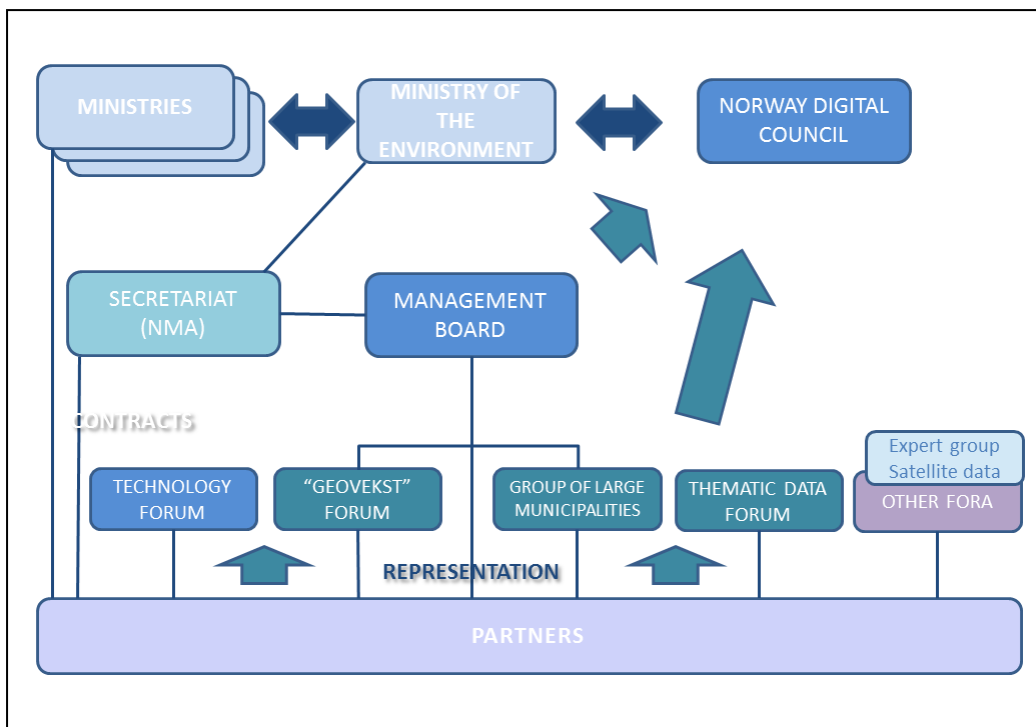 MINISTRIES
MINISTRY OF
THE
ENVIRONMENT
NORWAY DIGITAL
COUNCIL
SECRETARIAT
(NMA)
MANAGEMENT
BOARD
CONTRACTS
Expert group
Satellite data
TECHNOLOGY
FORUM
“GEOVEKST”
FORUM
GROUP OF LARGE
MUNICIPALITIES
THEMATIC DATA
FORUM
OTHER FORA
REPRESENTATION
PARTNERS